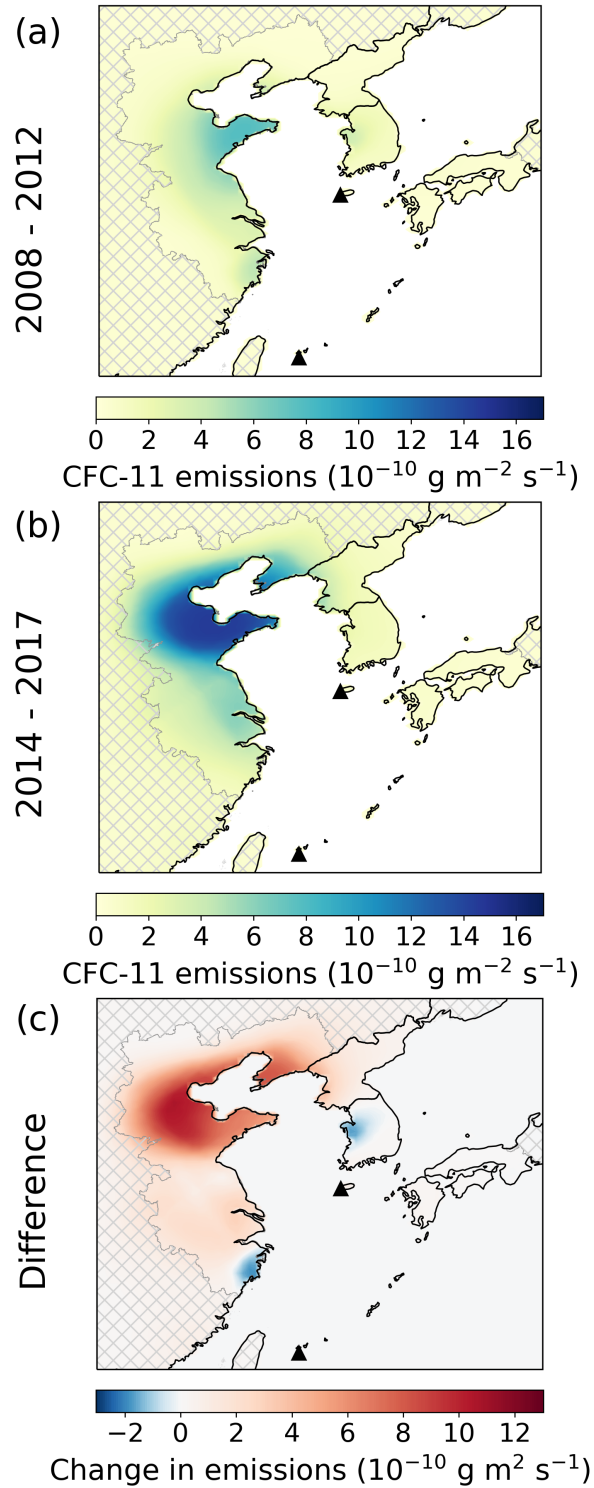 (a)
2008 - 2012
0 2 4 6 8 10 12 14 16
CFC-11 emissions (10⁻¹⁰ g m⁻² s⁻¹)
(b)
2014 - 2017
0 2 4 6 8 10 12 14 16
CFC-11 emissions (10⁻¹⁰ g m⁻² s⁻¹)
(c)
Difference
−2 0 2 4 6 8 10 12
Change in emissions (10⁻¹⁰ g m² s⁻¹)